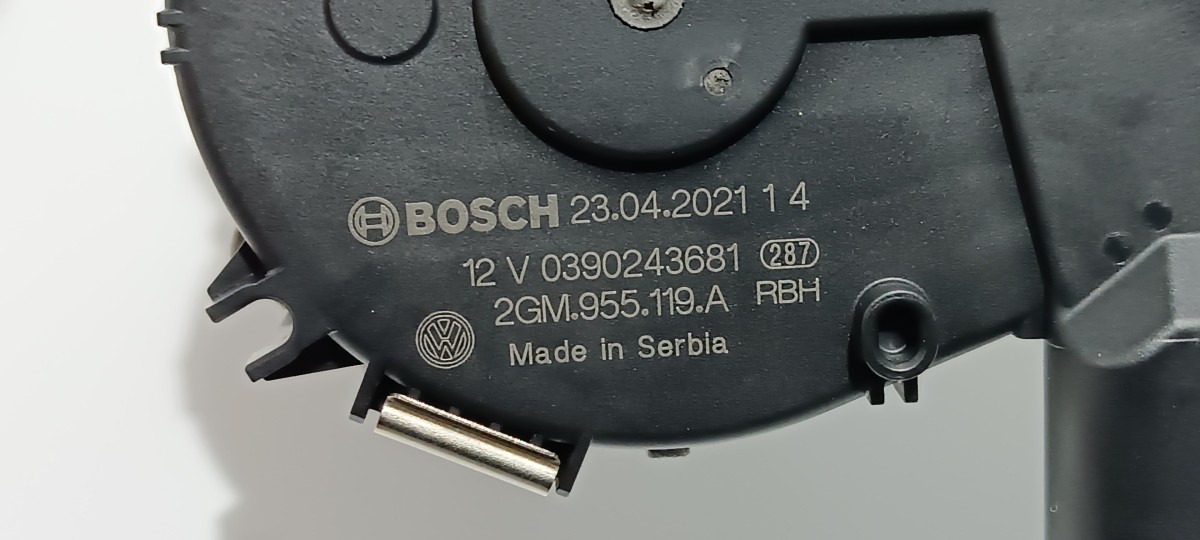 BOSCH 23.04.2021 1 4
12 V 0390243681 287
2GM.955.119.A RBH
Made in Serbia